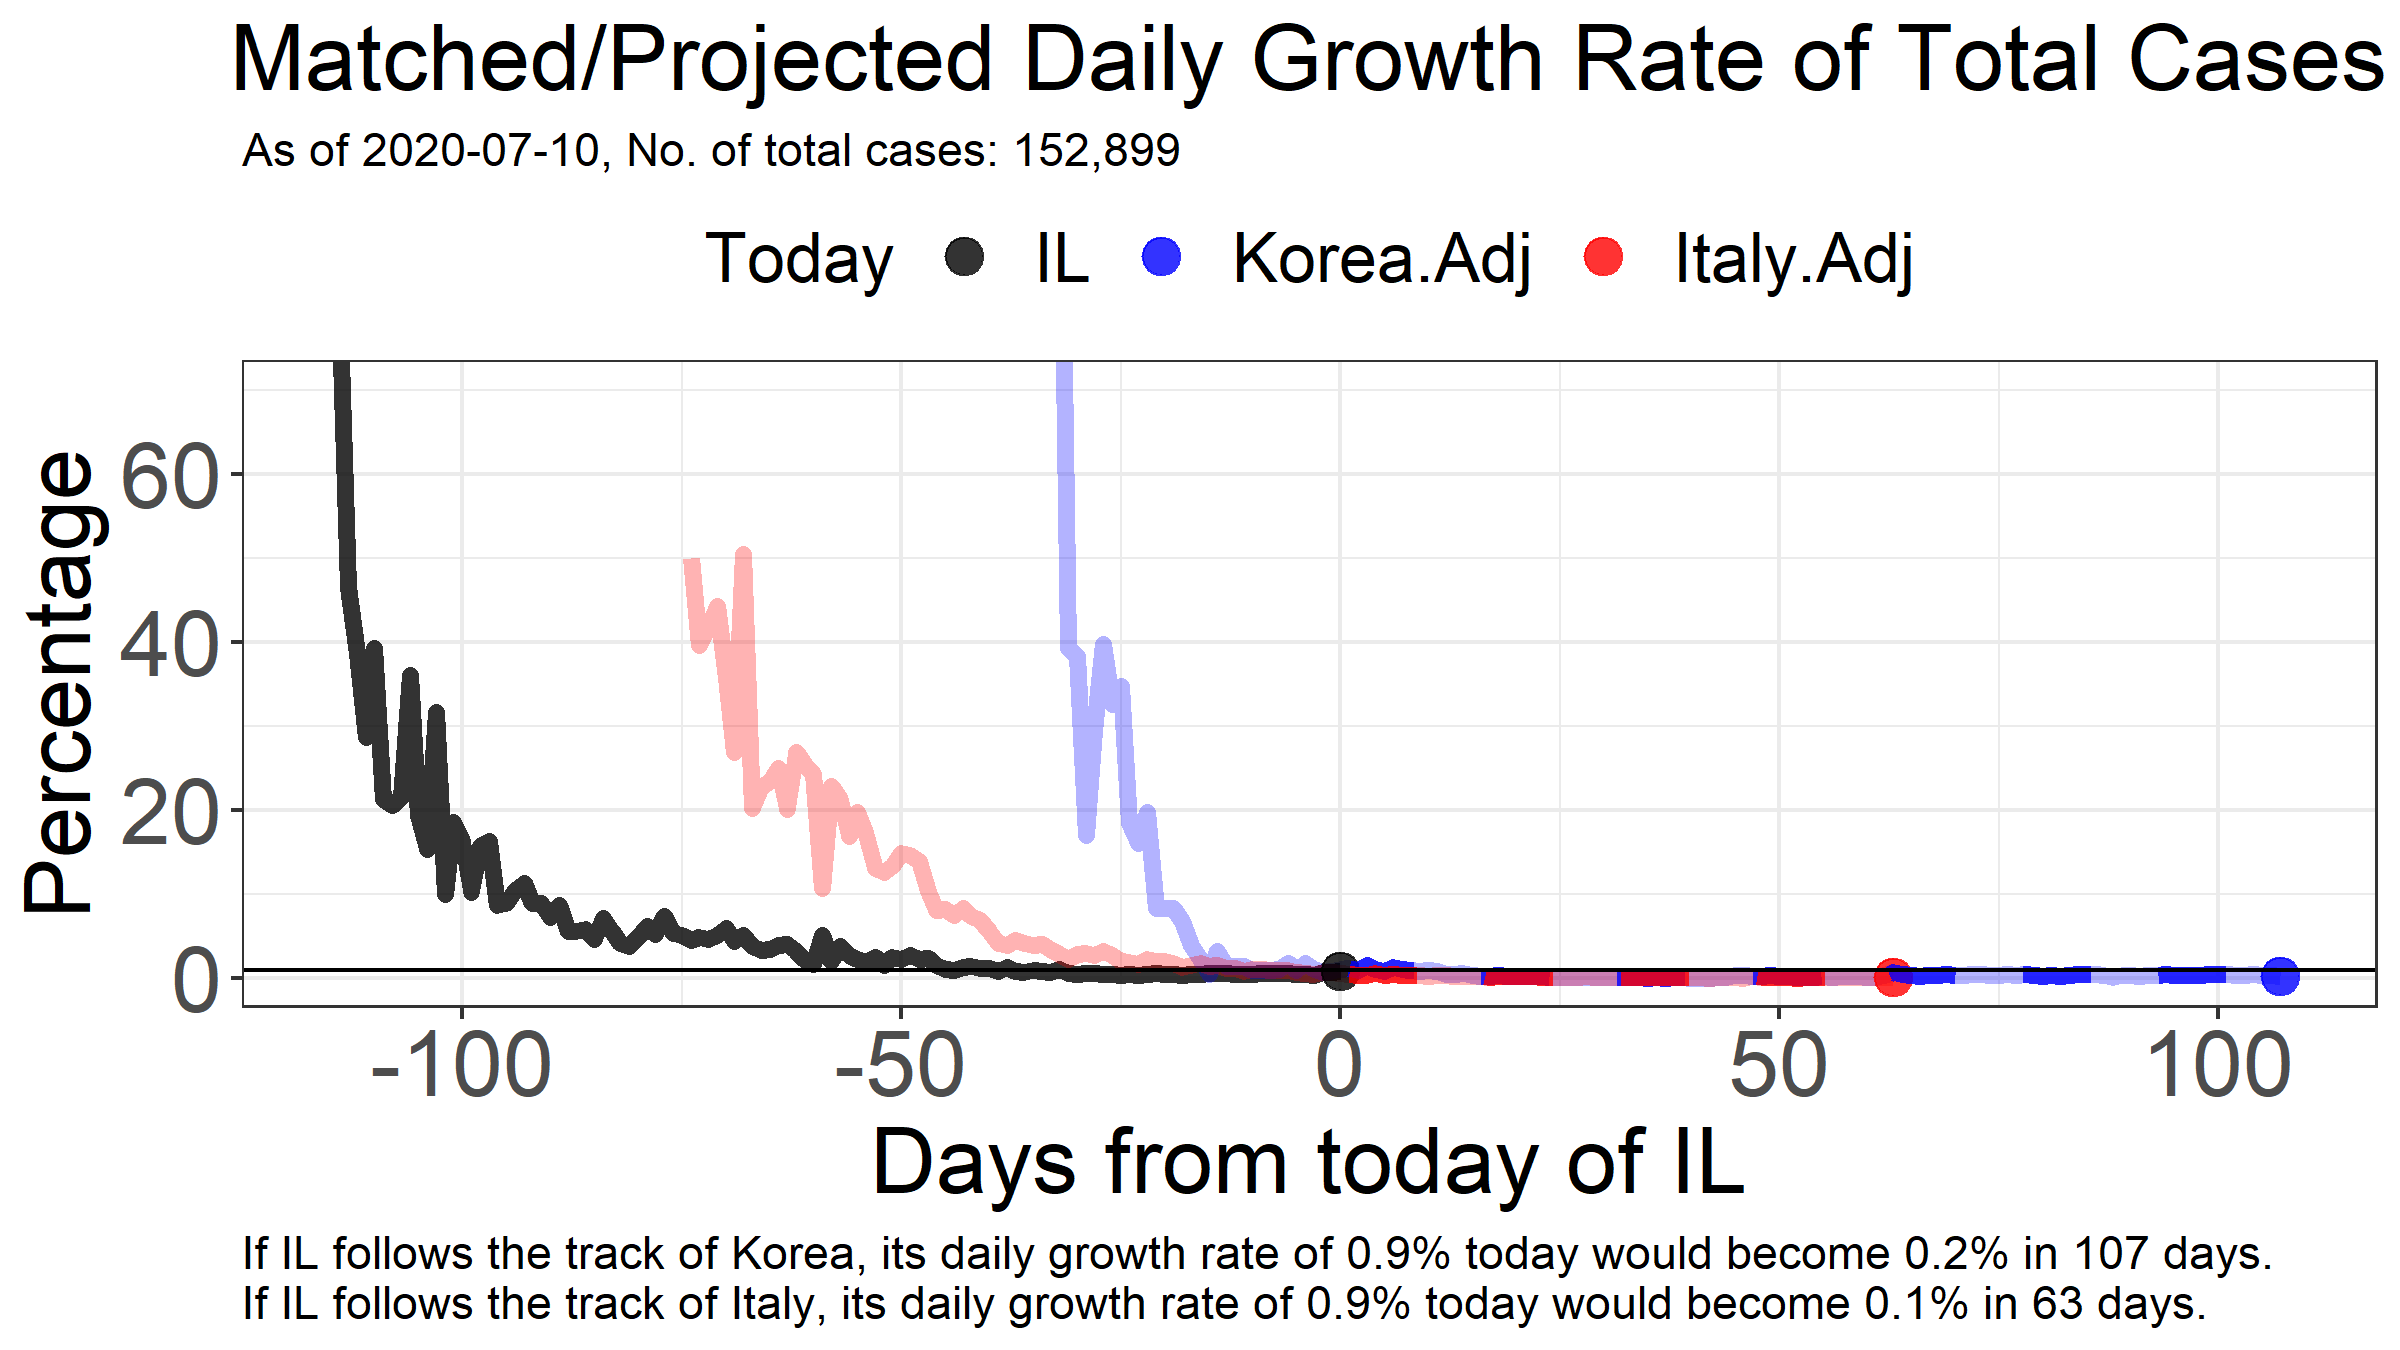 Matched/Projected Daily Growth Rate of Total Cases
As of 2020-07-10, No. of total cases: 152,899
Today IL Korea.Adj Italy.Adj
Percentage
60
40
20
0
-100 -50 0 50 100
Days from today of IL
If IL follows the track of Korea, its daily growth rate of 0.9% today would become 0.2% in 107 days.
If IL follows the track of Italy, its daily growth rate of 0.9% today would become 0.1% in 63 days.